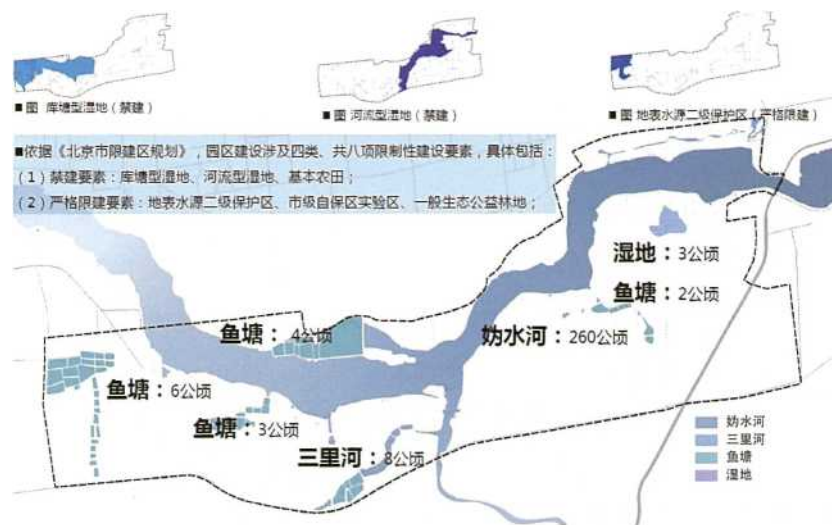 ■图 库塘型湿地（禁建）
■图 河流型湿地（禁建）
■图 地表水源二级保护区（严格限建）
■依据《北京市限建区规划》，园区建设涉及四类、共八项限制性建设要素，具体包括：
（1）禁建要素：库塘型湿地、河流型湿地、基本农田；
（2）严格限建要素：地表水源二级保护区、市级自保区实验区、一般生态公益林地；
湿地：3公顷
鱼塘：2公顷
鱼塘：4公顷
妫水河：260公顷
鱼塘：6公顷
鱼塘：3公顷
三里河：8公顷
妫水河
三里河
鱼塘
湿地